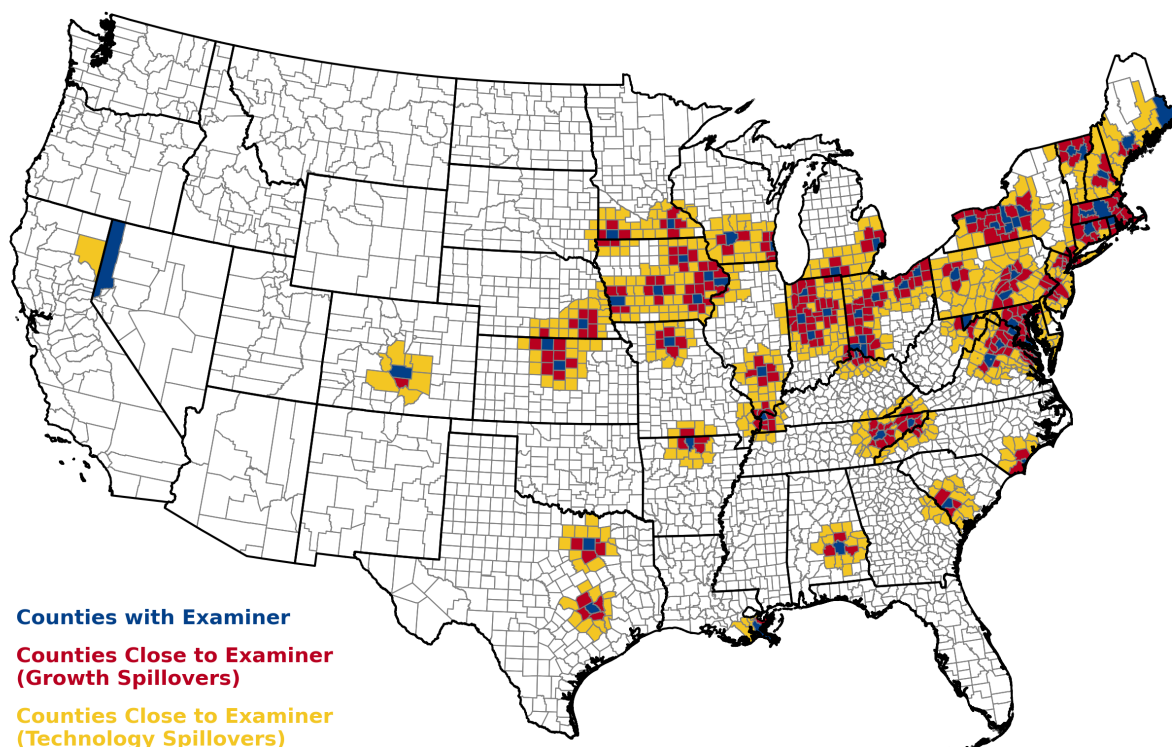 Counties with Examiner
Counties Close to Examiner
(Growth Spillovers)
Counties Close to Examiner
(Technology Spillovers)